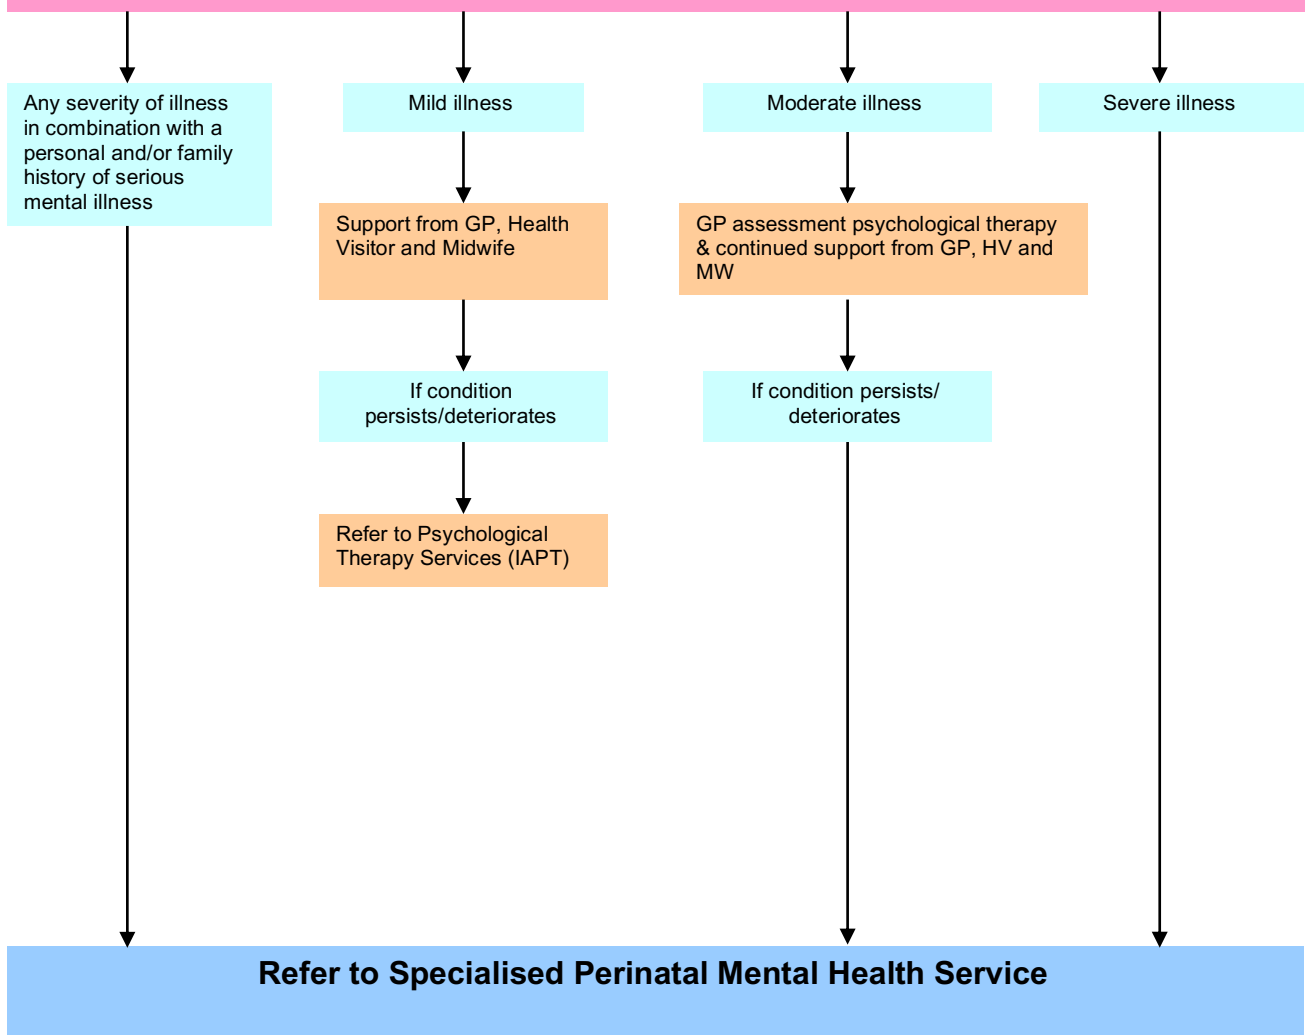 Any severity of illness
in combination with a
personal and/or family
history of serious
mental illness
Mild illness
Moderate illness
Severe illness
Support from GP, Health
Visitor and Midwife
GP assessment psychological therapy
& continued support from GP, HV and
MW
If condition
persists/deteriorates
If condition persists/
deteriorates
Refer to Psychological
Therapy Services (IAPT)
Refer to Specialised Perinatal Mental Health Service